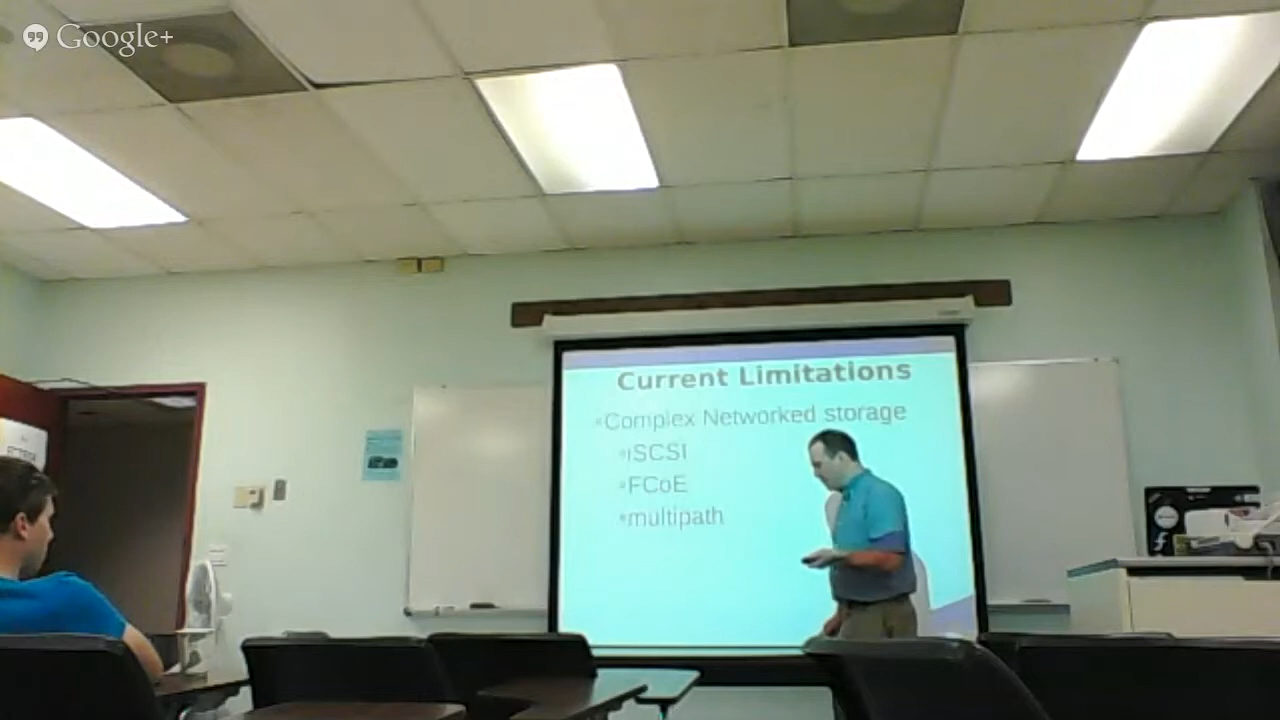 Google+
Current Limitations
Complex Networked storage
iSCSI
FCoE
multipath